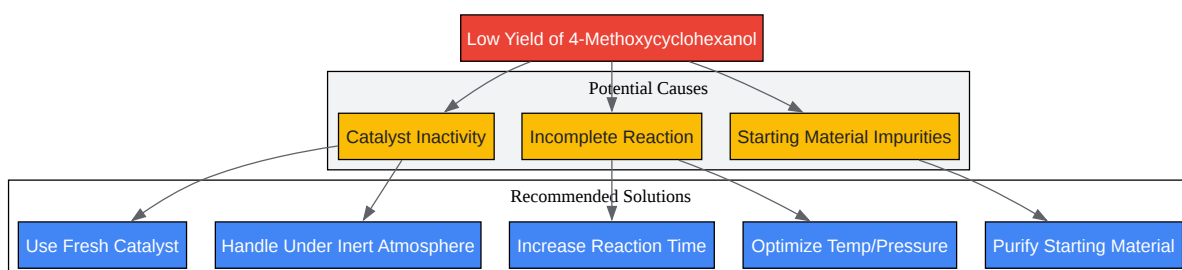 Low Yield of 4-Methoxycyclohexanol
Potential Causes
Catalyst Inactivity
Incomplete Reaction
Starting Material Impurities
Recommended Solutions
Use Fresh Catalyst
Handle Under Inert Atmosphere
Increase Reaction Time
Optimize Temp/Pressure
Purify Starting Material